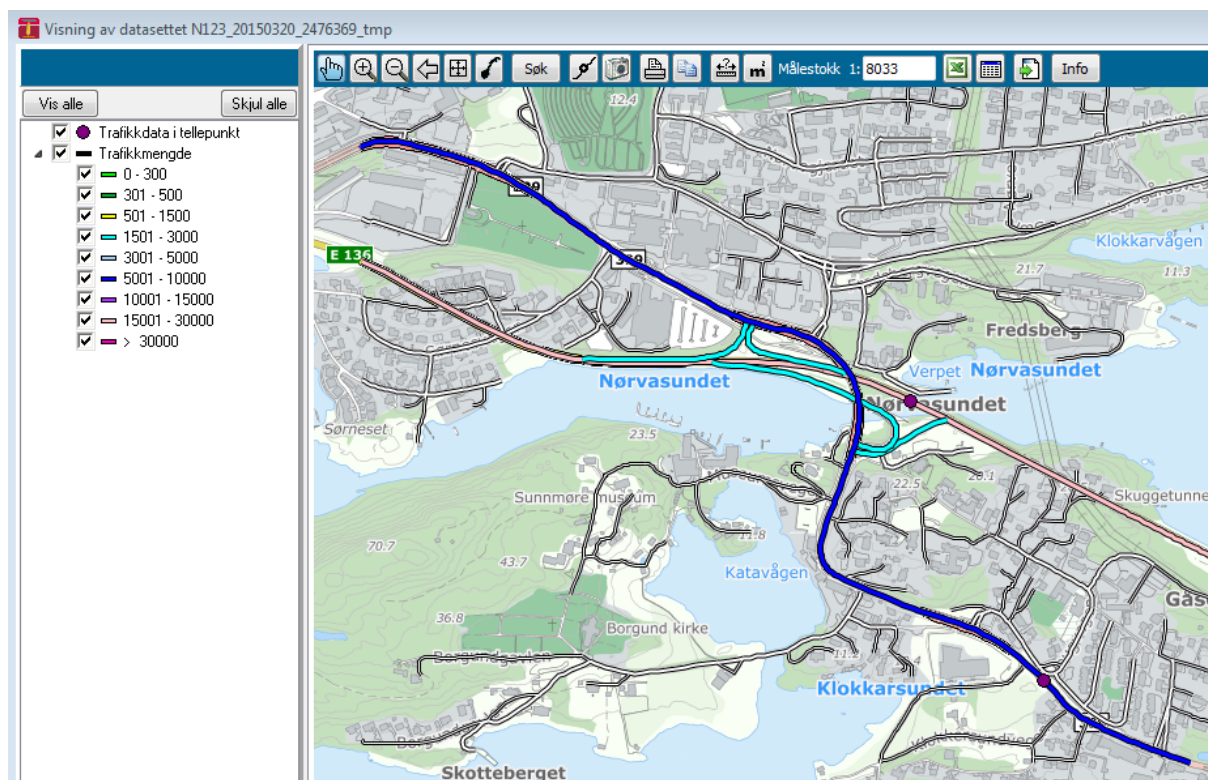 Visning av datasettet N123_20150320_2476369_tmp
Søk
Målestokk 1: 8033
Info
Vis alle
Skjul alle
Trafikkdata i tellepunkt
Trafikkmengde
0 - 300
301 - 500
501 - 1500
1501 - 3000
3001 - 5000
5001 - 10000
10001 - 15000
15001 - 30000
> 30000
12.4
E 136
Klokkarvågen
21.7
11.3
Fredsberg
Verpet
Nørvasundet
Nørvasundet
Nørvasundet
Sørneset
23.5
22.5
20.1
Sunnmøre museum
Skuggetunne
11.8
70.7
43.7
Katavågen
36.8
Borgund kirke
Borgundgavlen
Klokkarsundet
Skotteberget